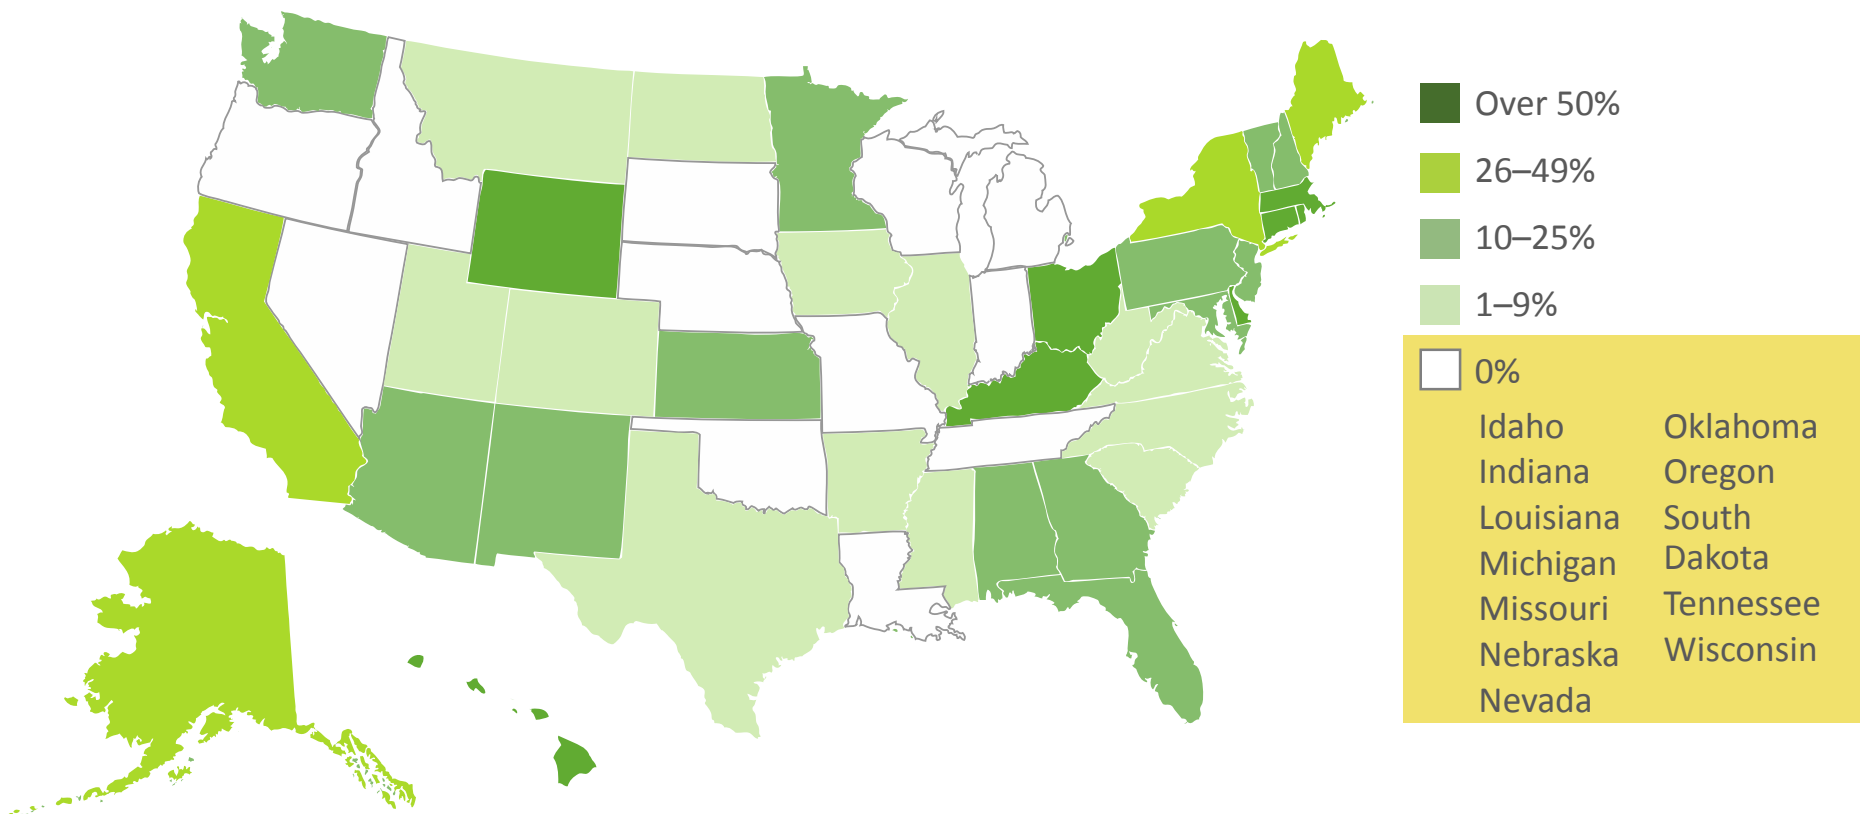 Over 50%
26–49%
10–25%
1–9%
0%
Idaho
Indiana
Louisiana
Michigan
Missouri
Nebraska
Nevada
Oklahoma
Oregon
South
Dakota
Tennessee
Wisconsin